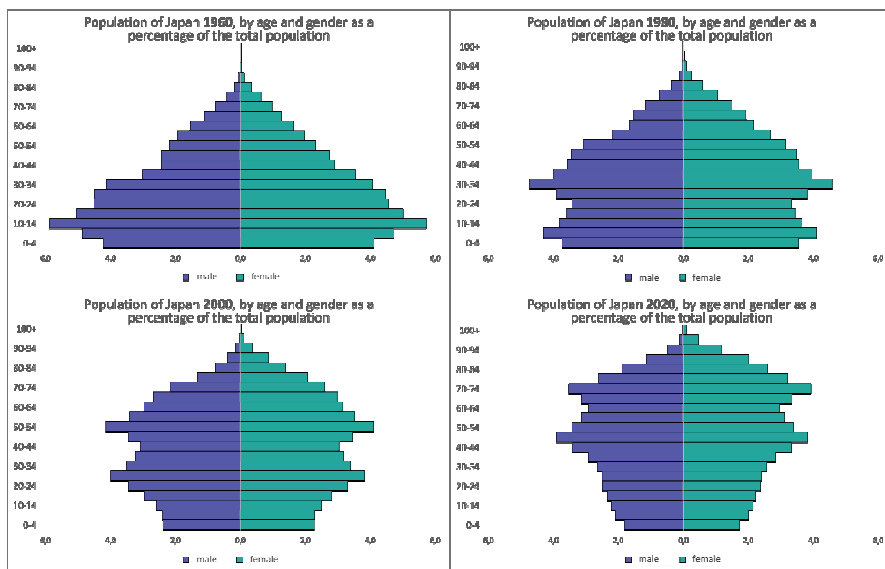 Population of Japan 1960, by age and gender as a
percentage of the total population
100+
90-94
80-84
70-74
60-64
50-54
40-44
30-34
20-24
10-14
0-4
6,0 4,0 2,0 0,0 2,0 4,0 6,0
male female
Population of Japan 1980, by age and gender as a
percentage of the total population
100+
90-94
80-84
70-74
60-64
50-54
40-44
30-34
20-24
10-14
0-4
6,0 4,0 2,0 0,0 2,0 4,0 6,0
male female
Population of Japan 2000, by age and gender as a
percentage of the total population
100+
90-94
80-84
70-74
60-64
50-54
40-44
30-34
20-24
10-14
0-4
6,0 4,0 2,0 0,0 2,0 4,0 6,0
male female
Population of Japan 2020, by age and gender as a
percentage of the total population
100+
90-94
80-84
70-74
60-64
50-54
40-44
30-34
20-24
10-14
0-4
6,0 4,0 2,0 0,0 2,0 4,0 6,0
male female